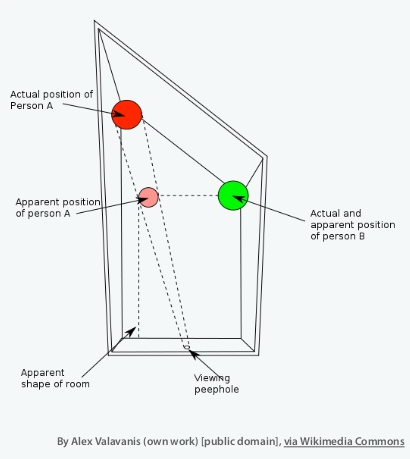 Actual position of
Person A
Apparent position
of person A
Actual and
apparent position
of person B
Apparent
shape of room
Viewing
peephole
By Alex Valavanis (own work) [public domain], via Wikimedia Commons